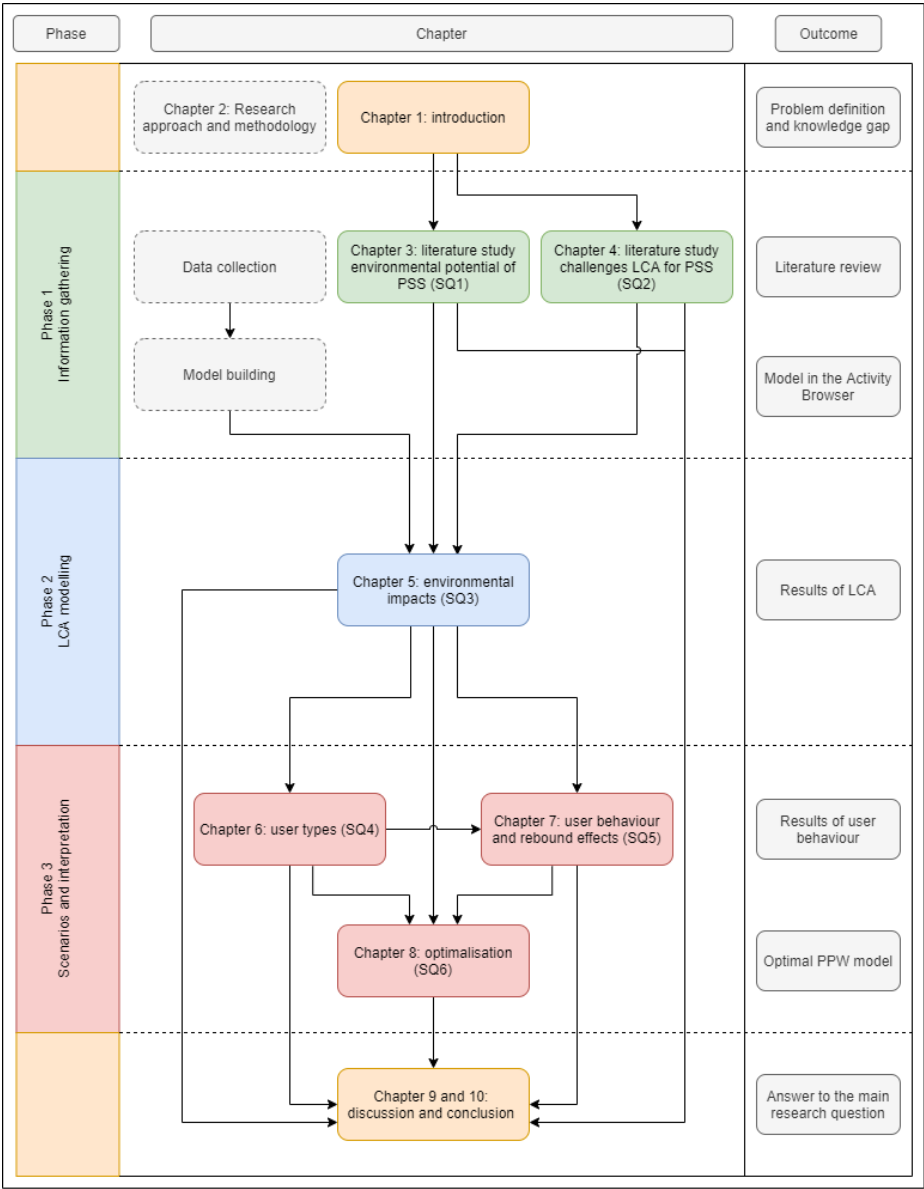 Phase
Chapter
Outcome
Chapter 2: Research
approach and methodology
Chapter 1: introduction
Problem definition
and knowledge gap
Phase 1
Information gathering
Data collection
Chapter 3: literature study
environmental potential of
PSS (SQ1)
Chapter 4: literature study
challenges LCA for PSS
(SQ2)
Literature review
Model building
Model in the Activity
Browser
Phase 2
LCA modelling
Chapter 5: environmental
impacts (SQ3)
Results of LCA
Phase 3
Scenarios and interpretation
Chapter 6: user types (SQ4)
Chapter 7: user behaviour
and rebound effects (SQ5)
Results of user
behaviour
Chapter 8: optimalisation
(SQ6)
Optimal PPW model
Chapter 9 and 10:
discussion and conclusion
Answer to the main
research question